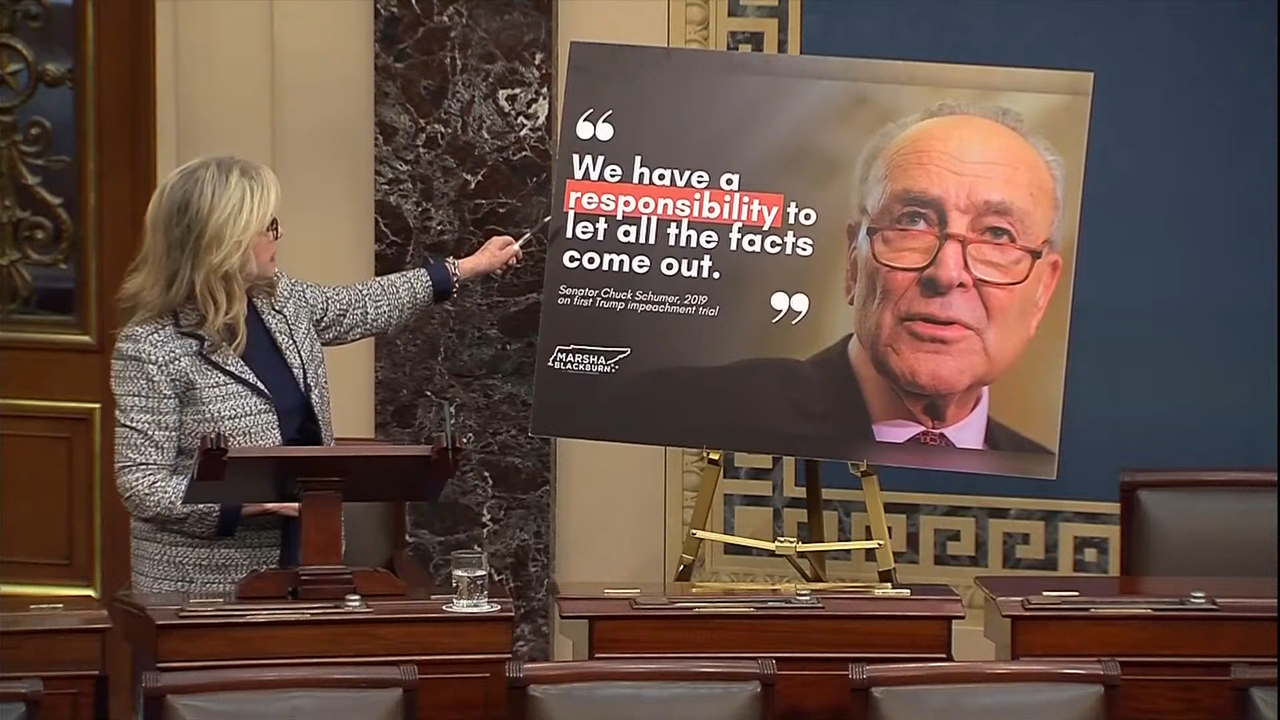 “
We have a
responsibility to
let all the facts
come out.
”
Senator Chuck Schumer, 2019
on first Trump impeachment trial
MARSHA
BLACKBURN